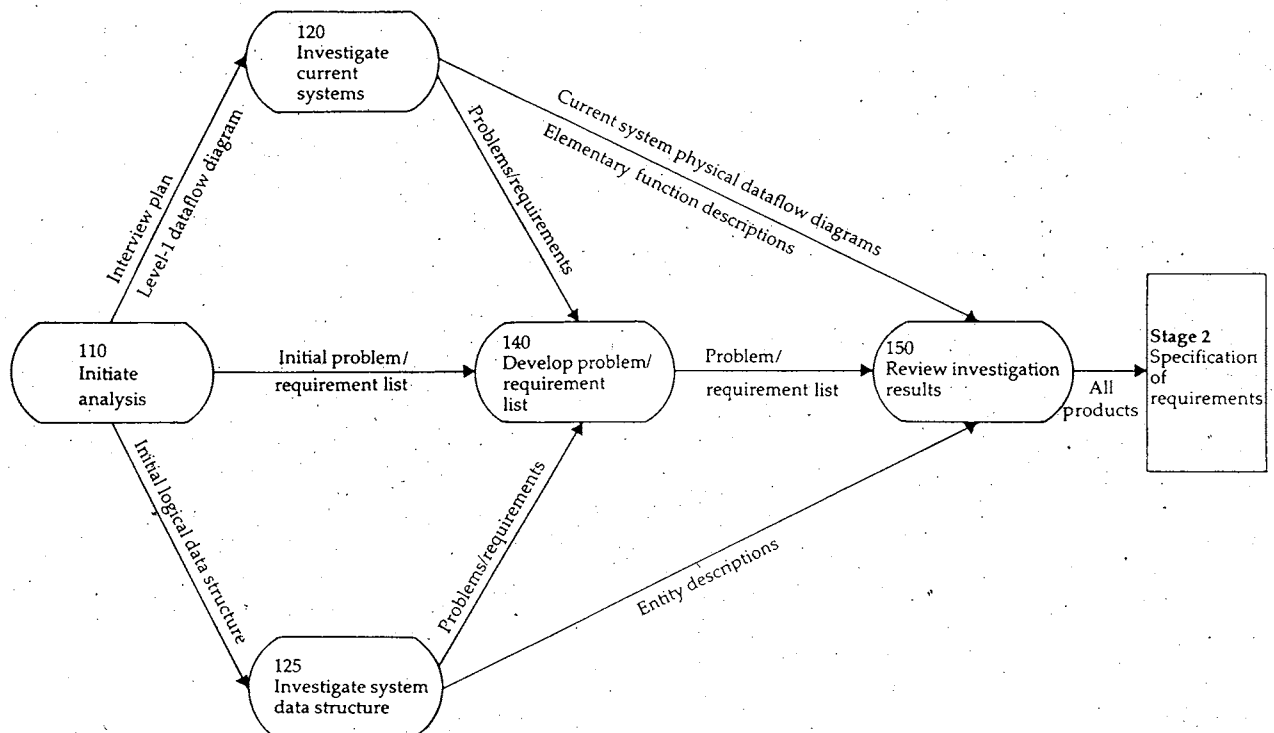 120
Investigate
current
systems
Interview plan
Level-1 dataflow diagram
Problems/requirements
Current system physical dataflow diagrams
Elementary function descriptions
110
Initiate
analysis
Initial problem/
requirement list
140
Develop problem/
requirement
list
Problem/
requirement list
150
Review investigation
results
All
products
Stage 2
Specification
of
requirements
Initial logical data structure
Problems/requirements
Entity descriptions
125
Investigate system
data structure